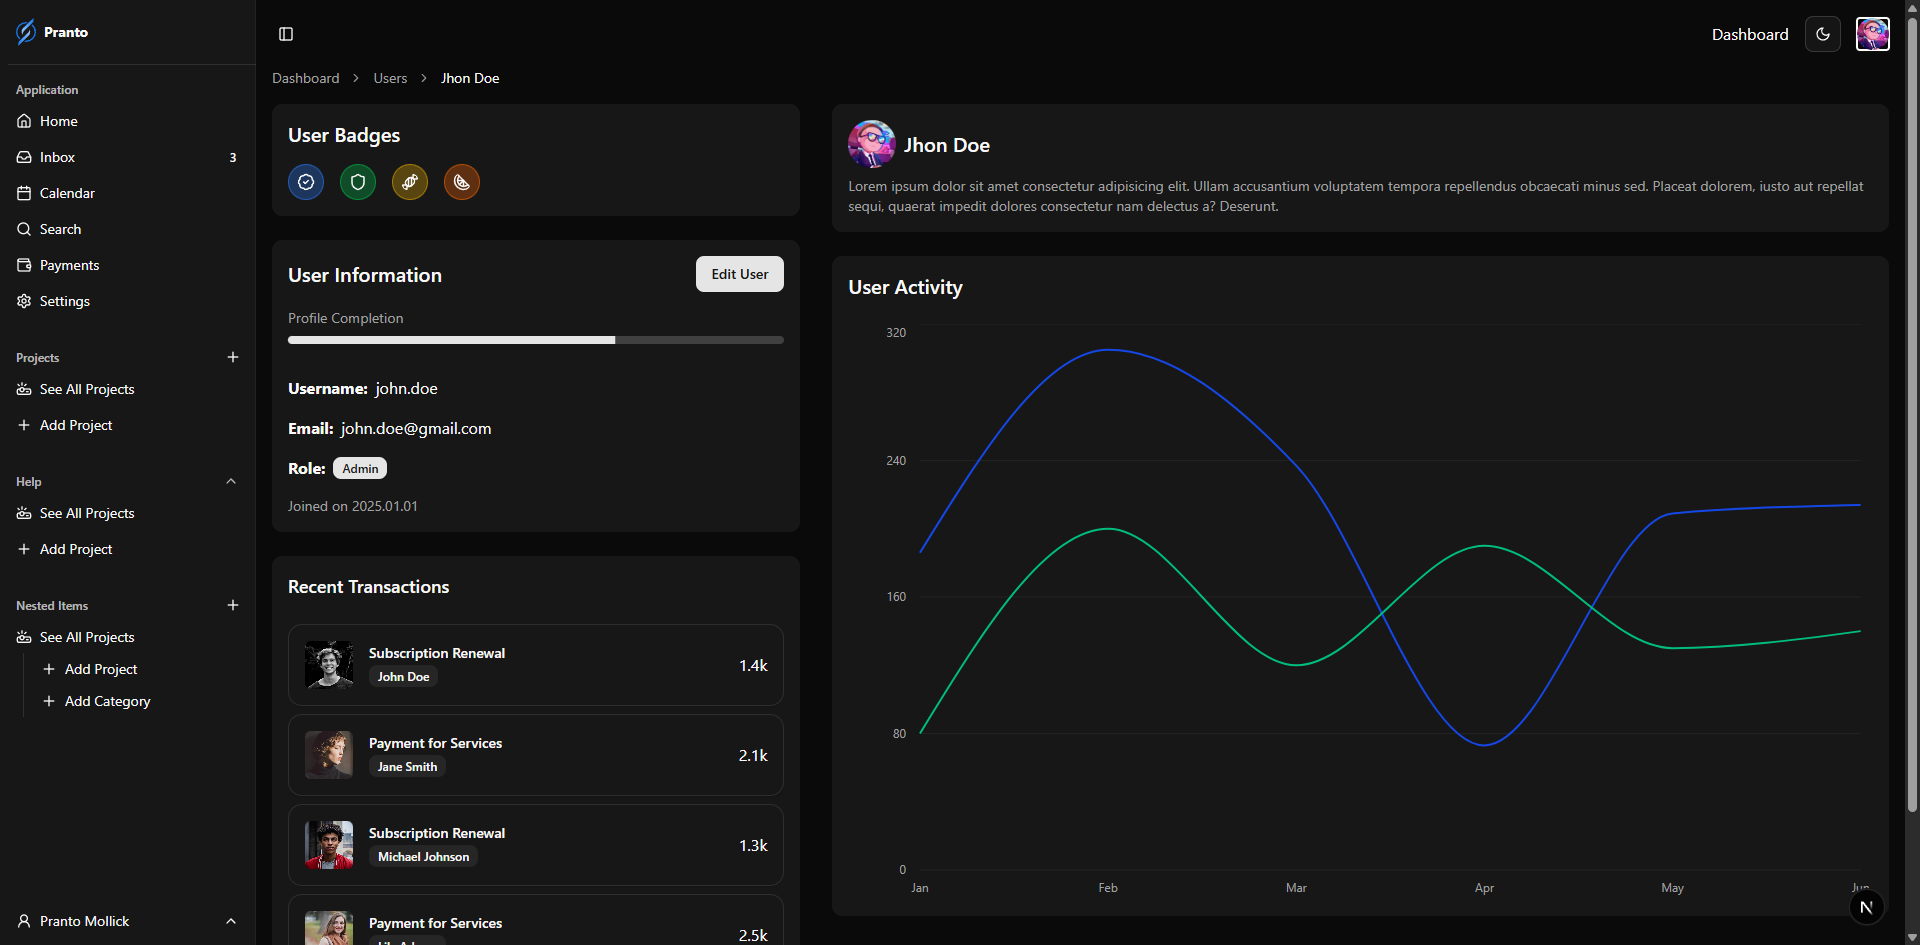 Pranto
Application
Home
Inbox 3
Calendar
Search
Payments
Settings
Projects
See All Projects
Add Project
Help
See All Projects
Add Project
Nested Items
See All Projects
Add Project
Add Category
Pranto Mollick
Dashboard
Dashboard > Users > Jhon Doe
User Badges
User Information
Edit User
Profile Completion
Username: john.doe
Email: john.doe@gmail.com
Role: Admin
Joined on 2025.01.01
Recent Transactions
Subscription Renewal
John Doe
1.4k
Payment for Services
Jane Smith
2.1k
Subscription Renewal
Michael Johnson
1.3k
Payment for Services
2.5k
Jhon Doe
Lorem ipsum dolor sit amet consectetur adipisicing elit. Ullam accusantium voluptatem tempora repellendus obcaecati minus sed. Placeat dolorem, iusto aut repellat
sequi, quaerat impedit dolores consectetur nam delectus a? Deserunt.
User Activity
320
240
160
80
0
Jan Feb Mar Apr May Jun
N